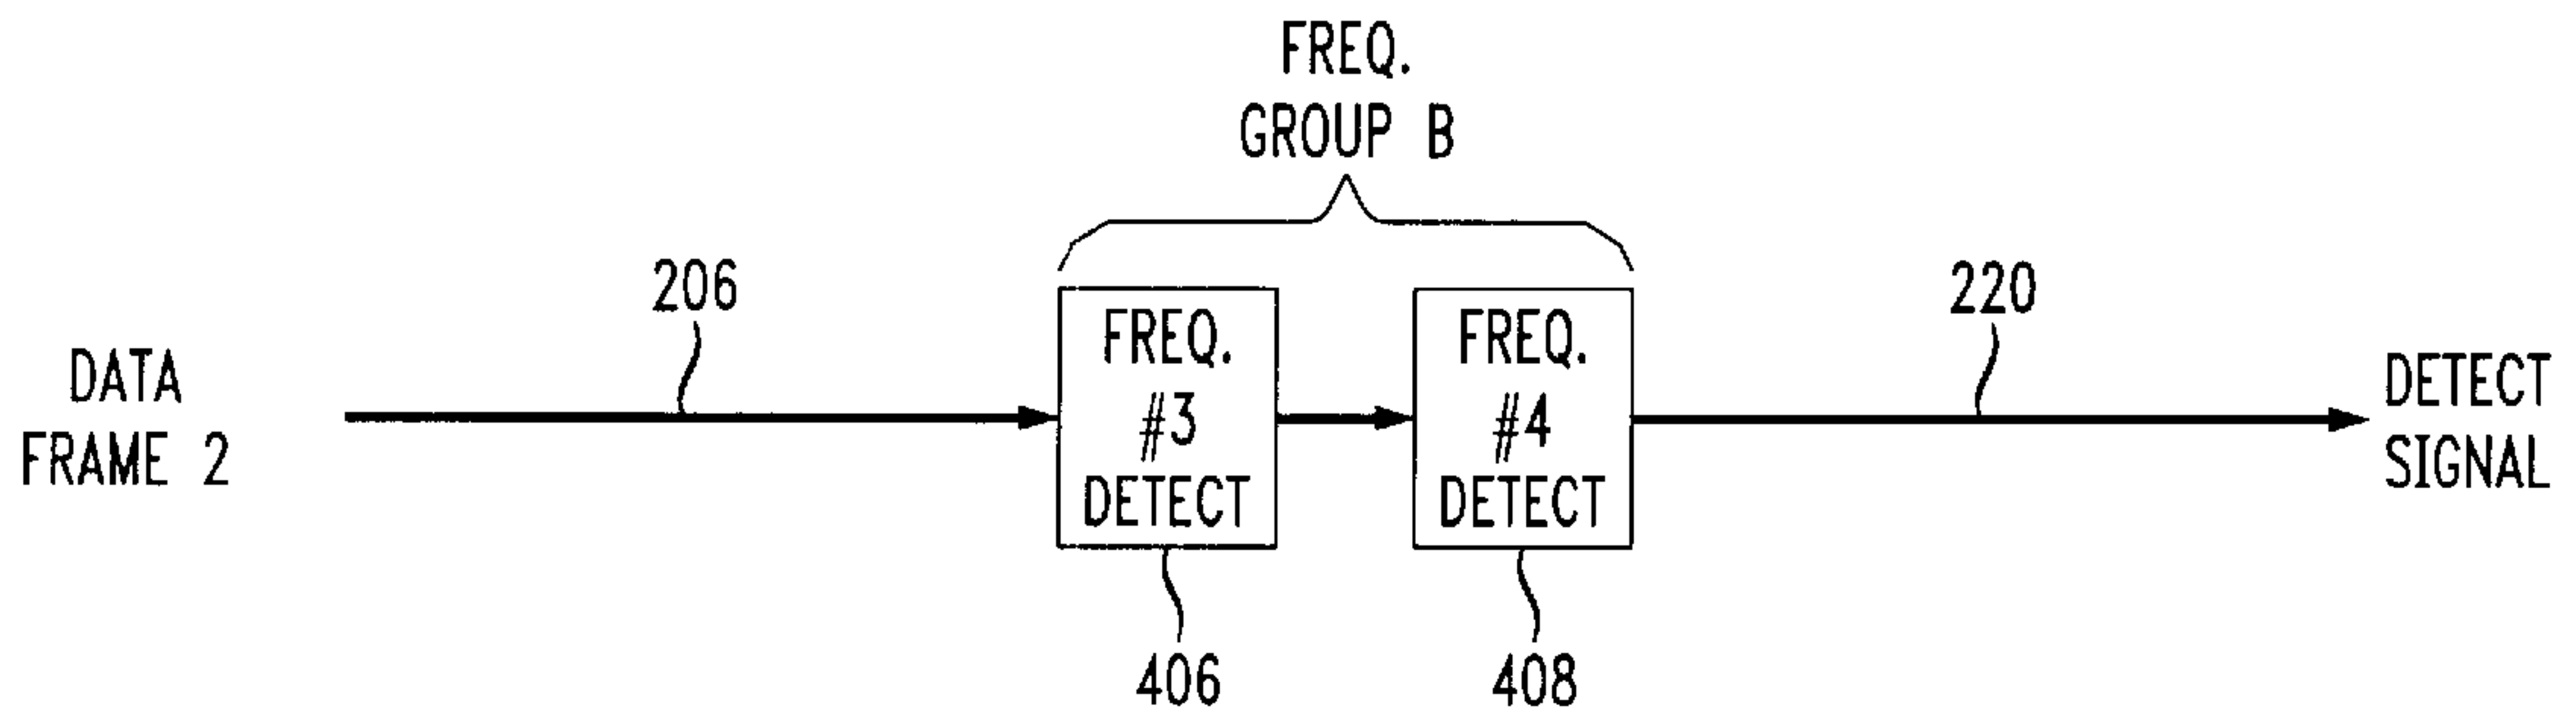 FREQ.
GROUP B
206
220
DATA
FRAME 2
FREQ.
#3
DETECT
FREQ.
#4
DETECT
DETECT
SIGNAL
406
408